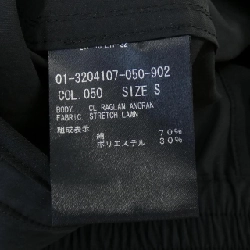 01-3204107-050-902
COL.050 SIZE S
BODY CL RAGLAN ANORAK
FABRIC STRETCH LAWN
組成表示
綿 70%
ポリエステル 30%